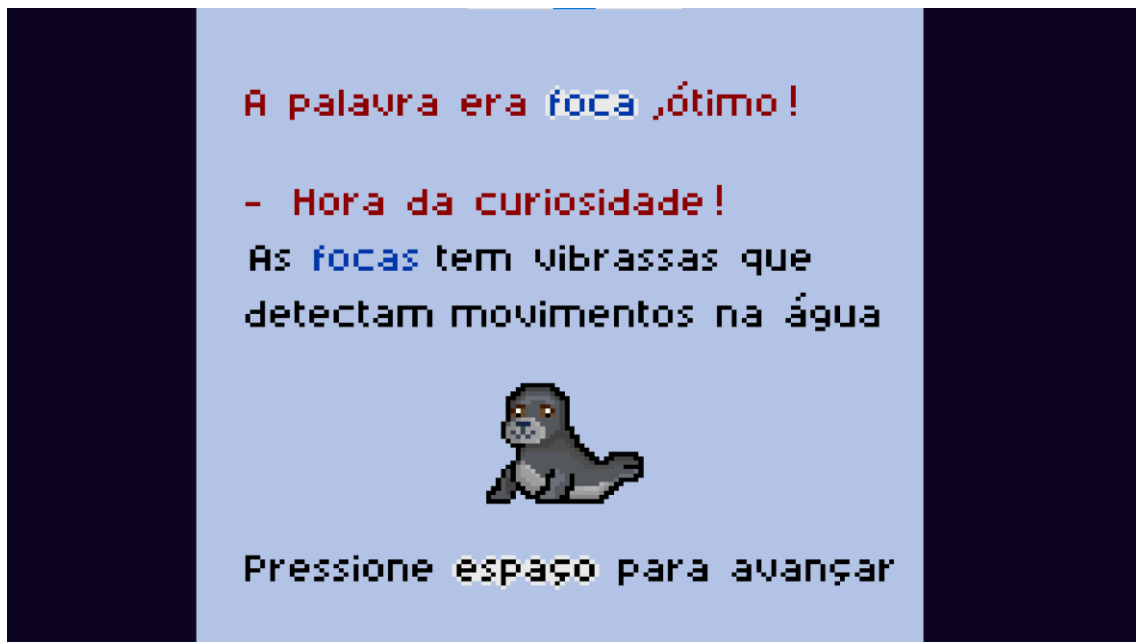 A palavra era foca ,ótimo!
- Hora da curiosidade!
As focas tem vibrassas que
detectam movimentos na água
Pressione espaço para avançar